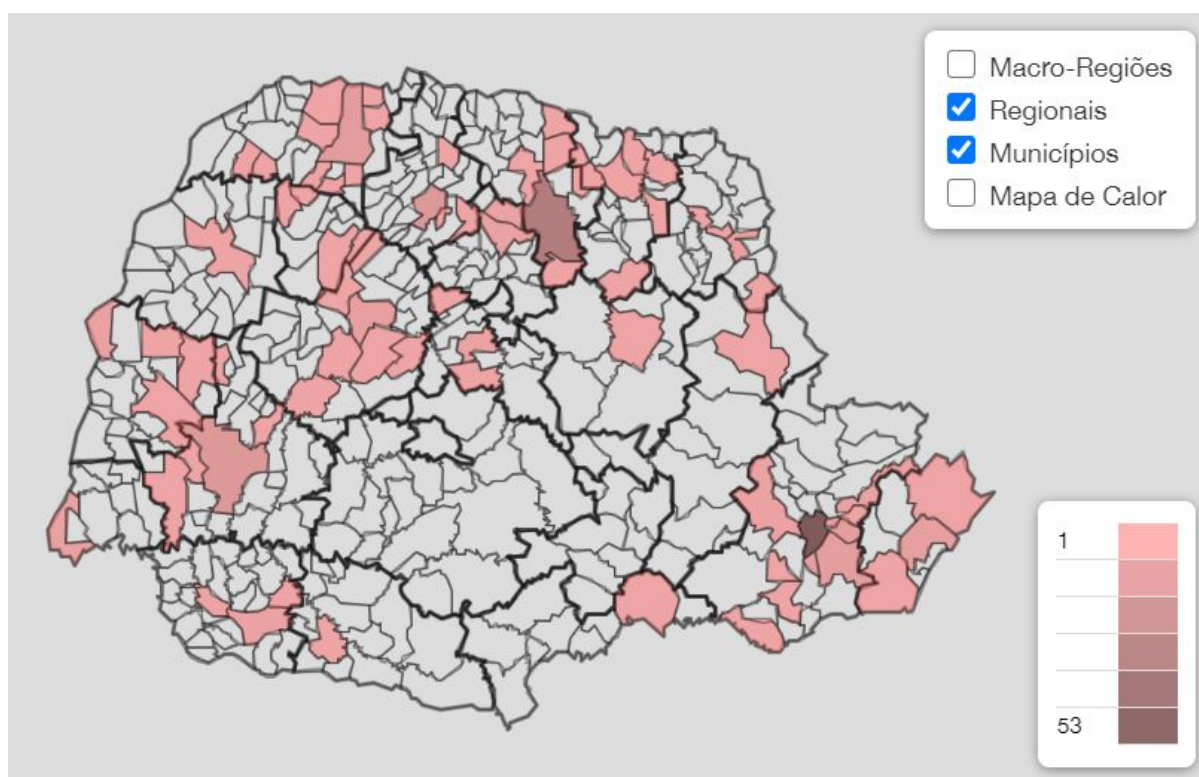 Macro-Regiões
Regionais
Municípios
Mapa de Calor
1
53